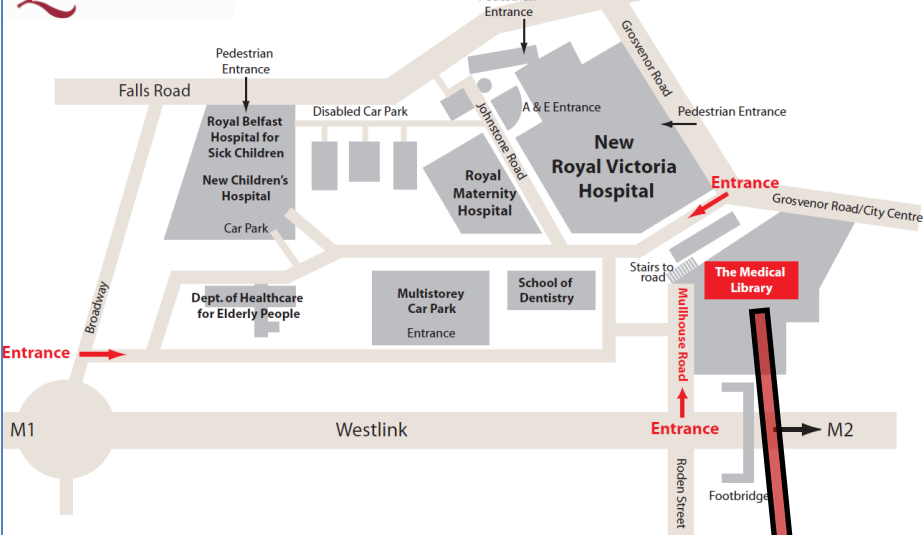 Entrance
Grosvenor Road
Pedestrian
Entrance
Falls Road
Disabled Car Park
Johnstone Road
A & E Entrance
Pedestrian Entrance
Royal Belfast
Hospital for
Sick Children
New Children's
Hospital
Car Park
New
Royal Victoria
Hospital
Royal
Maternity
Hospital
Entrance
Grosvenor Road/City Centre
Stairs to
road
The Medical
Library
School of
Dentistry
Multistorey
Car Park
Entrance
Dept. of Healthcare
for Elderly People
Broadway
Mullhouse Road
Entrance
M1
Westlink
Entrance
M2
Roden Street
Footbridge